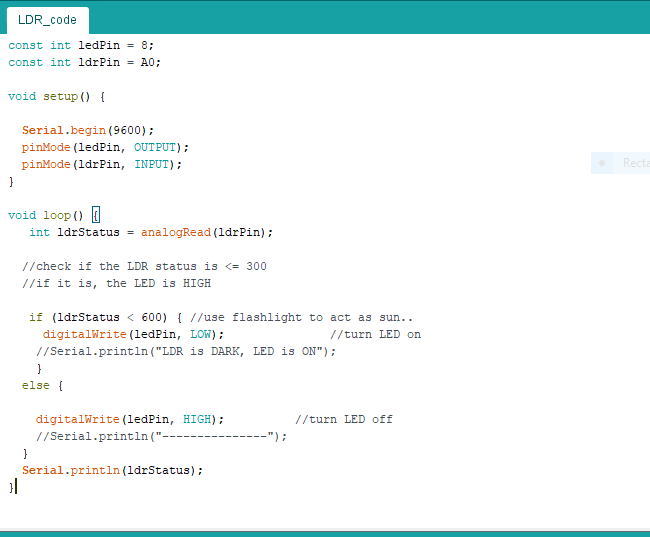 LDR_code
const int ledPin = 8;
const int ldrPin = A0;
void setup() {
Serial.begin(9600);
pinMode(ledPin, OUTPUT);
pinMode(ldrPin, INPUT);
}
void loop() {
int ldrStatus = analogRead(ldrPin);
//check if the LDR status is <= 300
//if it is, the LED is HIGH
if (ldrStatus < 600) { //use flashlight to act as sun..
digitalWrite(ledPin, LOW); //turn LED on
//Serial.println("LDR is DARK, LED is ON");
}
else {
digitalWrite(ledPin, HIGH); //turn LED off
//Serial.println("---------------");
}
Serial.println(ldrStatus);
}
Recta